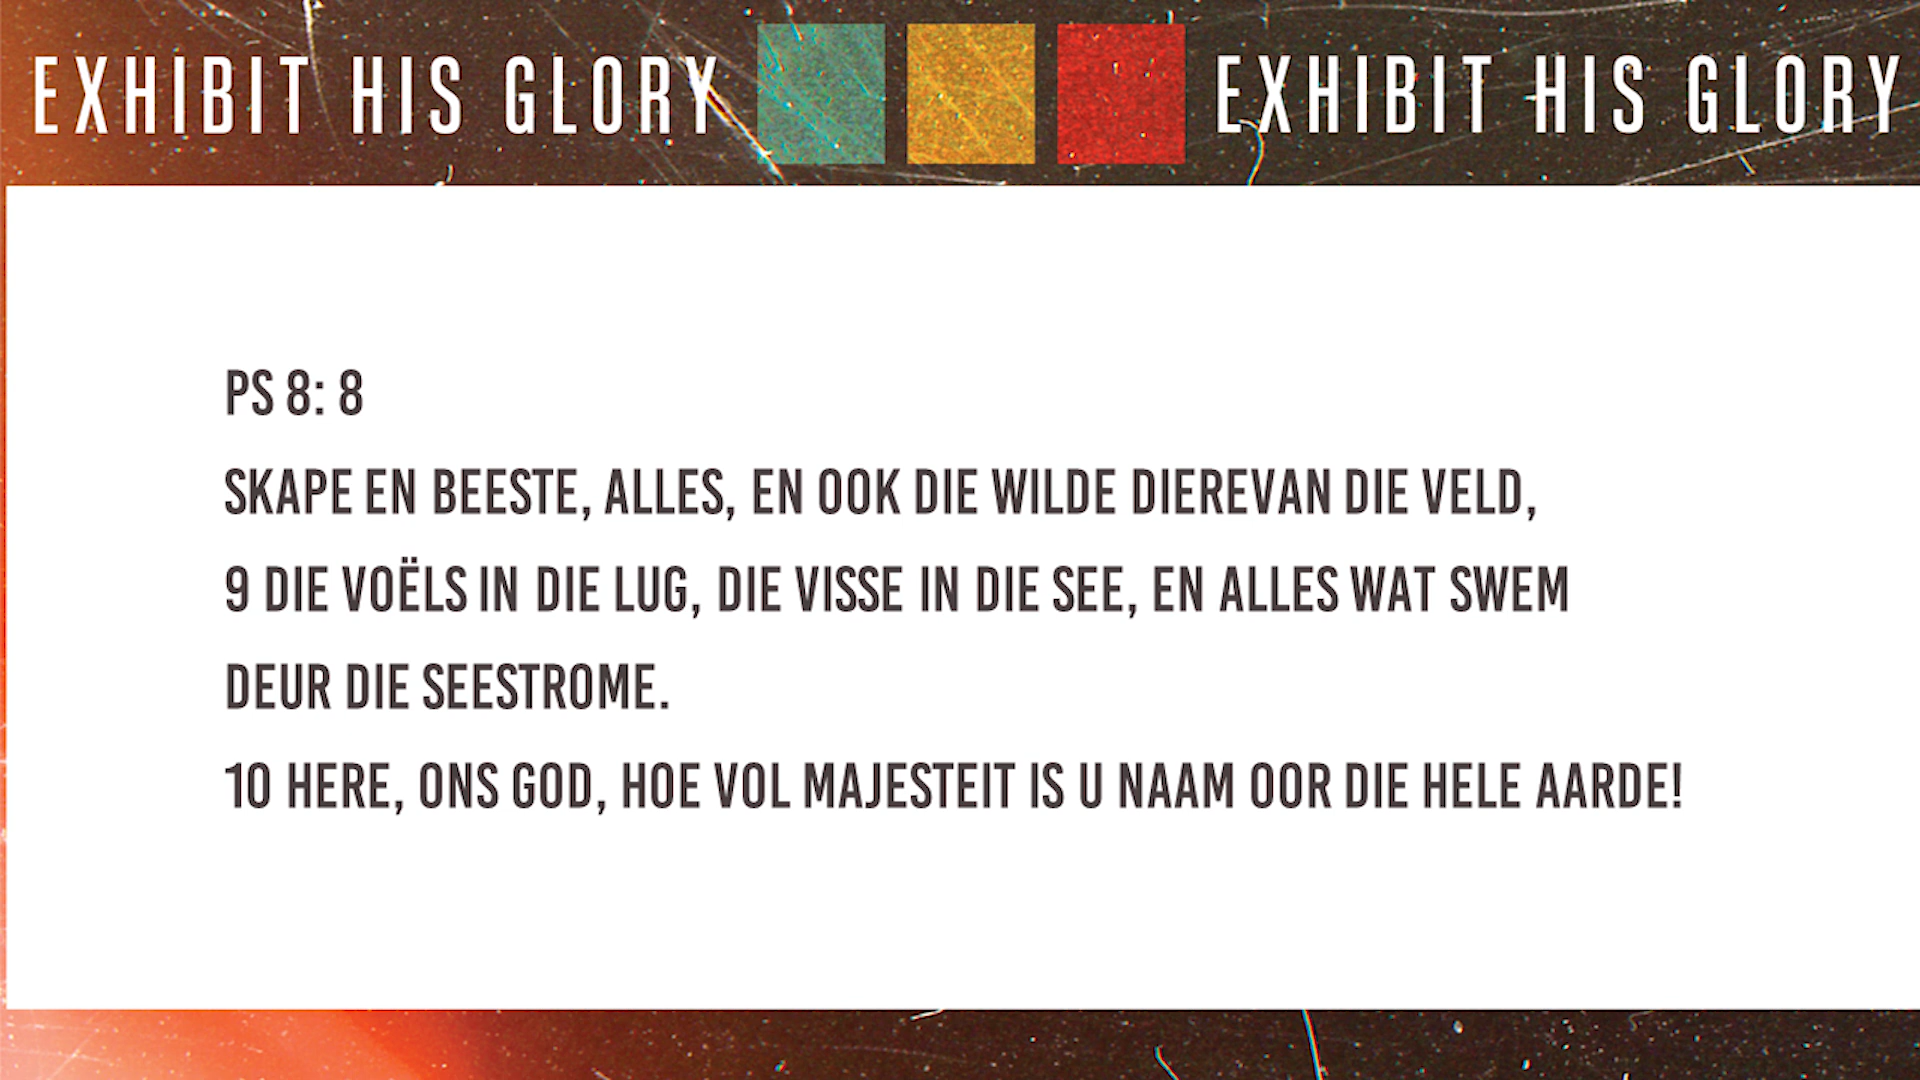 EXHIBIT HIS GLORY EXHIBIT HIS GLORY
PS 8: 8
SKAPE EN BEESTE, ALLES, EN OOK DIE WILDE DIEREVAN DIE VELD,
9 DIE VOËLS IN DIE LUG, DIE VISSE IN DIE SEE, EN ALLES WAT SWEM
DEUR DIE SEESTROME.
10 HERE, ONS GOD, HOE VOL MAJESTEIT IS U NAAM OOR DIE HELE AARDE!